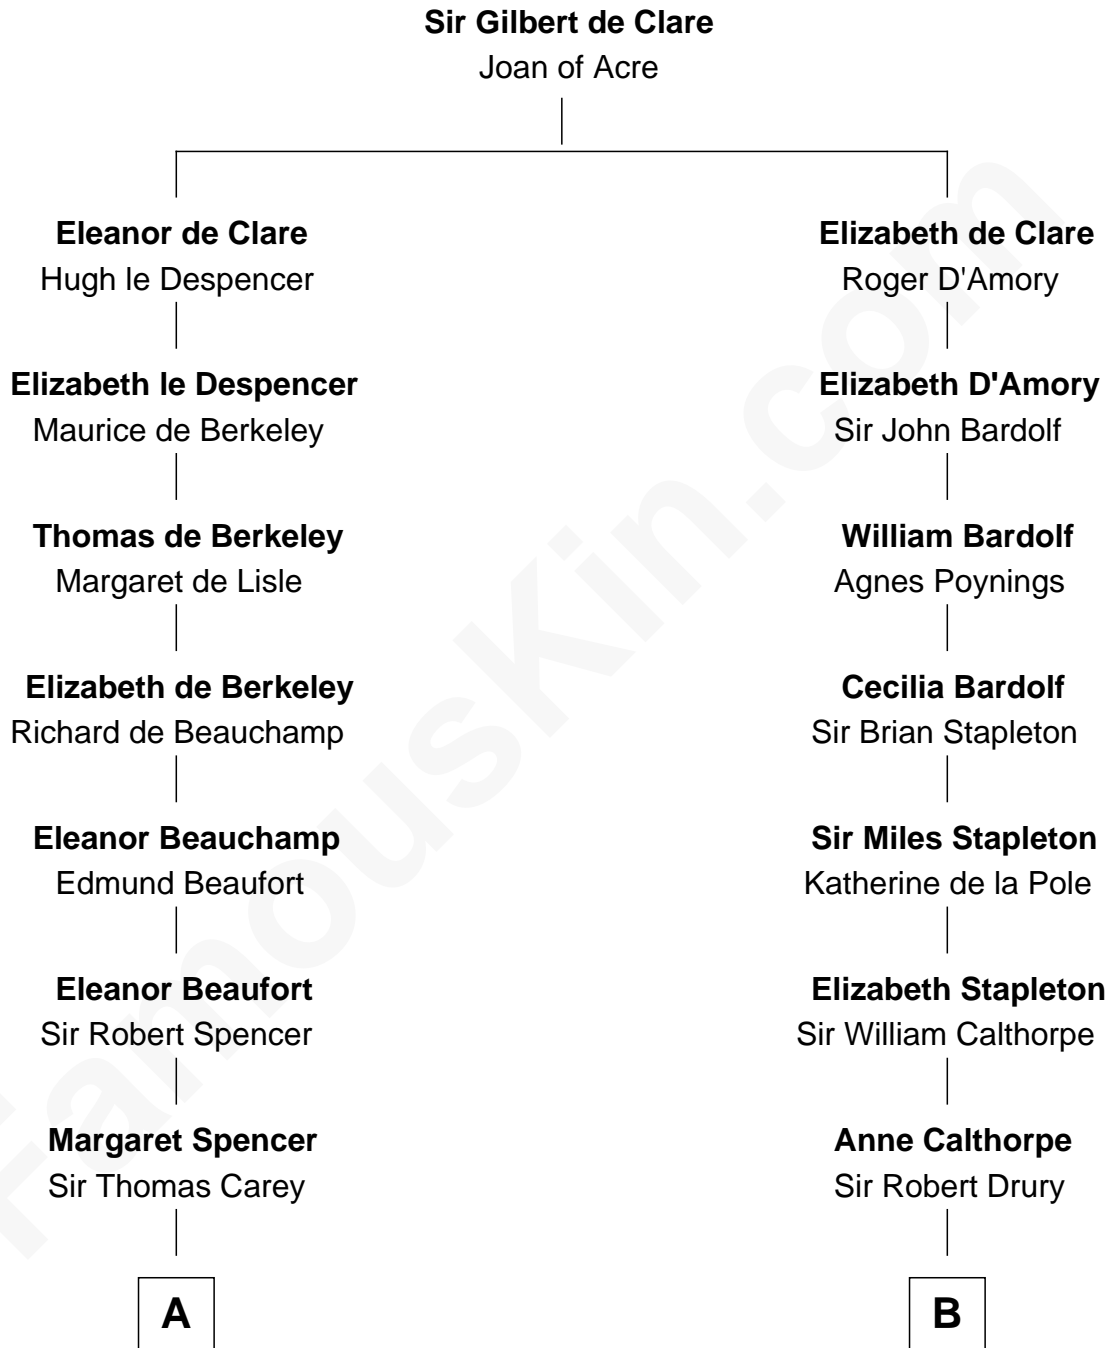 Sir Gilbert de Clare
Joan of Acre
Eleanor de Clare
Hugh le Despencer
Elizabeth le Despencer
Maurice de Berkeley
Thomas de Berkeley
Margaret de Lisle
Elizabeth de Berkeley
Richard de Beauchamp
Eleanor Beauchamp
Edmund Beaufort
Eleanor Beaufort
Sir Robert Spencer
Margaret Spencer
Sir Thomas Carey
A
Elizabeth de Clare
Roger D'Amory
Elizabeth D'Amory
Sir John Bardolf
William Bardolf
Agnes Poynings
Cecilia Bardolf
Sir Brian Stapleton
Sir Miles Stapleton
Katherine de la Pole
Elizabeth Stapleton
Sir William Calthorpe
Anne Calthorpe
Sir Robert Drury
B
FamousKin.com